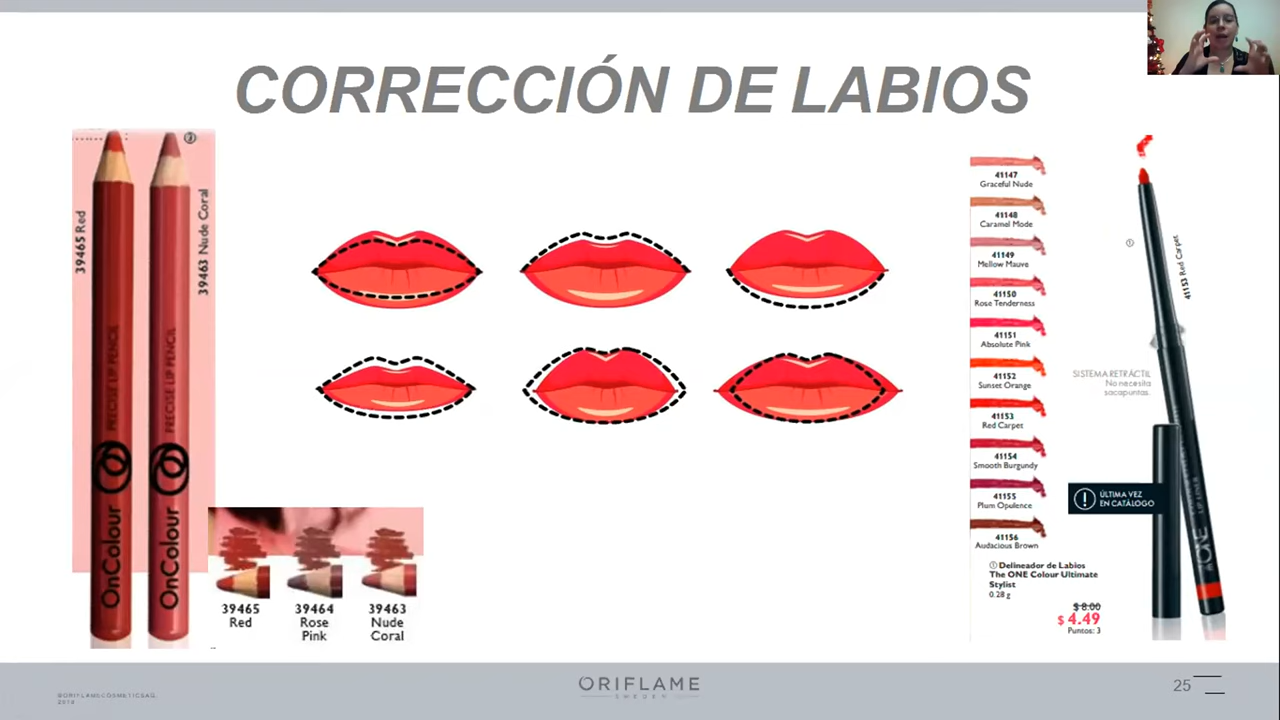 CORRECCIÓN DE LABIOS
39465 Red
39463 Nude Coral
PRECISE LIP PENCIL
PRECISE LIP PENCIL
OnColour
OnColour
39465
Red
39464
Rose
Pink
39463
Nude
Coral
41147
Graceful Nude
41148
Caramel Mode
41149
Mellow Mauve
41150
Rose Tenderness
41151
Absolute Pink
41152
Sunset Orange
41153
Red Carpet
41154
Smooth Burgundy
41155
Plum Opulence
41156
Audacious Brown
① 
41153 Red Carpet
SISTEMA RETRÁCTIL
No necesita
sacapuntas.
ÚLTIMA VEZ
EN CATÁLOGO
① Delineador de Labios
The ONE Colour Ultimate
Stylist
0.28 g
$ 8.00
$ 4.49
Puntos: 3
ONE
ORIFLAME
SWEDEN
25